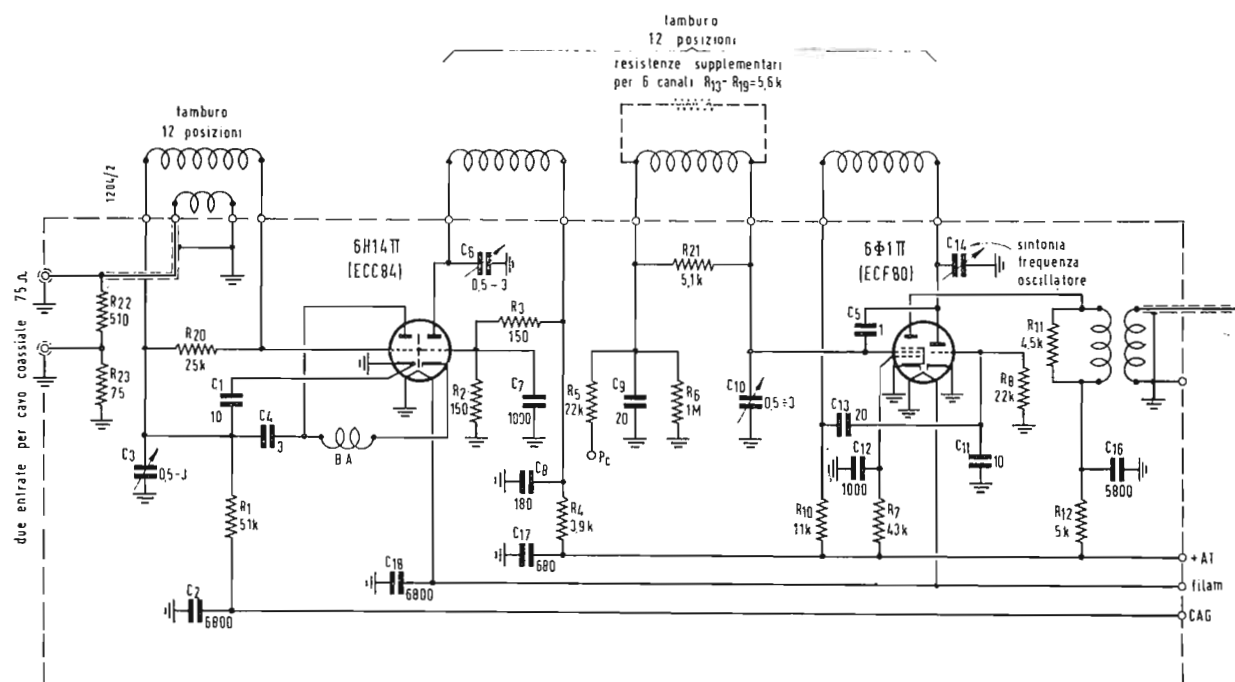 tamburo
12 posizioni
resistenze supplementari
per 6 canali R13-R19=5,6k
tamburo
12 posizioni
1204/2
6H14П
(ECC84)
C6
0,5-3
R21
5,1k
6Ф1П
(ECF80)
C14
sintonia
frequenza
oscillatore
due entrate per cavo coassiale 75Ω
R22
510
R20
25k
R23
75
C1
10
C4
3
BA
C3
0,5-3
R1
51k
C2
6800
R3
150
R2
150
C7
1000
C8
180
R4
3,9k
C17
680
C18
6800
R5
22k
Pc
C9
20
R6
1M
C10
0,5÷3
C5
1
R11
4,5k
R8
22k
C13
20
C12
1000
C11
10
R10
11k
R7
43k
C16
5800
R12
5k
+AT
filam
CAG